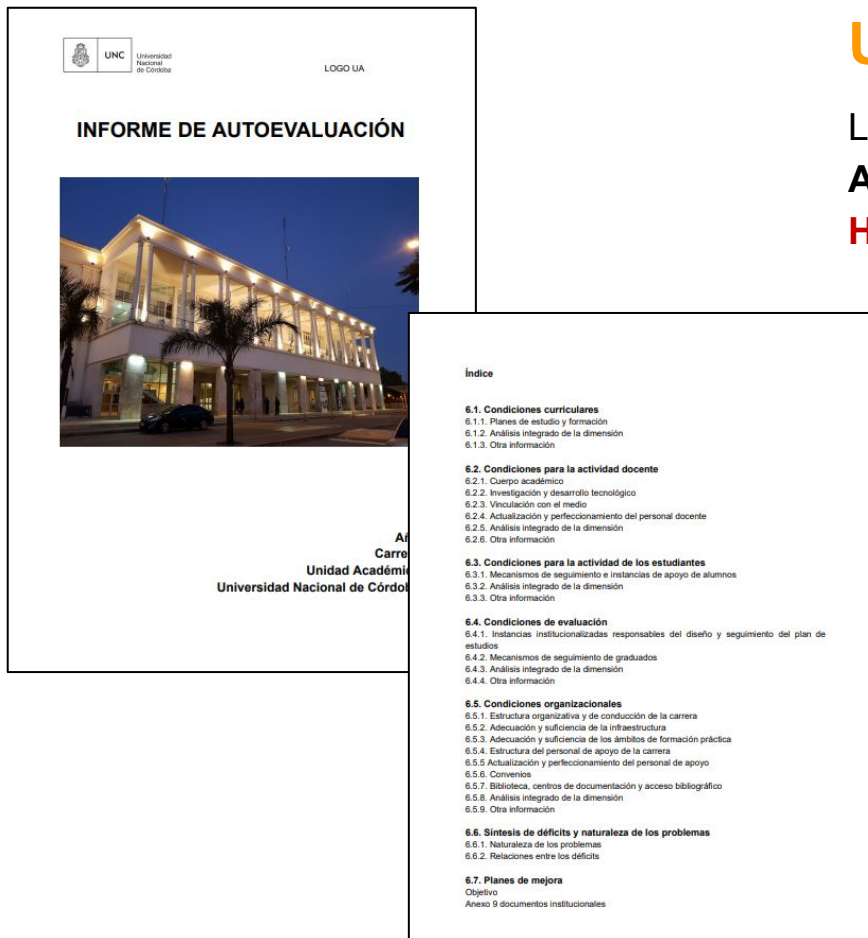 UNC
Universidad
Nacional
de Córdoba
LOGO UA
INFORME DE AUTOEVALUACIÓN
Unidad
Universidad Nacional de
Índice
6.1. Condiciones curriculares
6.1.1. Planes de estudio y formación
6.1.2. Análisis integrado de la dimensión
6.1.3. Otra información
6.2. Condiciones para la actividad docente
6.2.1. Cuerpo académico
6.2.2. Investigación y desarrollo tecnológico
6.2.3. Vinculación con el medio
6.2.4. Actualización y perfeccionamiento del personal docente
6.2.5. Análisis integrado de la dimensión
6.2.6. Otra información
6.3. Condiciones para la actividad de los estudiantes
6.3.1. Mecanismos de seguimiento e instancias de apoyo de alumnos
6.3.2. Análisis integrado de la dimensión
6.3.3. Otra información
6.4. Condiciones de evaluación
6.4.1. Instancias institucionalizadas responsables del diseño y seguimiento del plan de
estudios
6.4.2. Mecanismos de seguimiento de graduados
6.4.3. Análisis integrado de la dimensión
6.4.4. Otra información
6.5. Condiciones organizacionales
6.5.1. Estructura organizativa y de conducción de la carrera
6.5.2. Adecuación y suficiencia de la infraestructura
6.5.3. Adecuación y suficiencia de los ámbitos de formación práctica
6.5.4. Estructura del personal de apoyo de la carrera
6.5.5 Actualización y perfeccionamiento del personal de apoyo
6.5.6. Convenios
6.5.7. Biblioteca, centros de documentación y acceso bibliográfico
6.5.8. Análisis integrado de la dimensión
6.5.9. Otra información
6.6. Síntesis de déficits y naturaleza de los problemas
6.6.1. Naturaleza de los problemas
6.6.2. Relaciones entre los déficits
6.7. Planes de mejora
Objetivo
Anexo 9 documentos institucionales